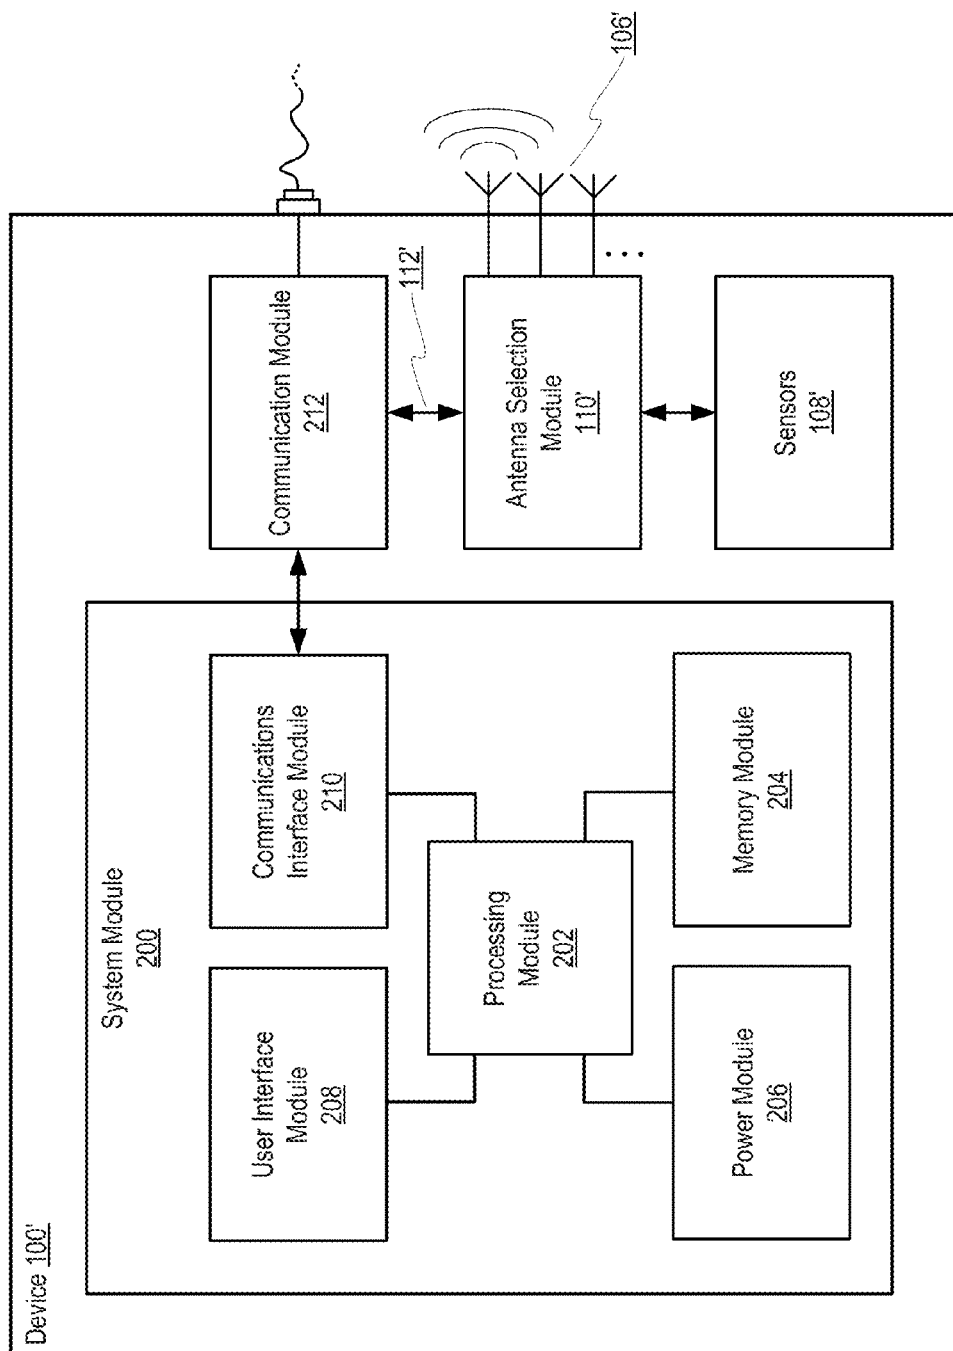 Device 100'
System Module
200
User Interface
Module
208
Communications
Interface Module
210
Processing
Module
202
Power Module
206
Memory Module
204
Communication Module
212
112'
Antenna Selection
Module
110'
106'
Sensors
108'